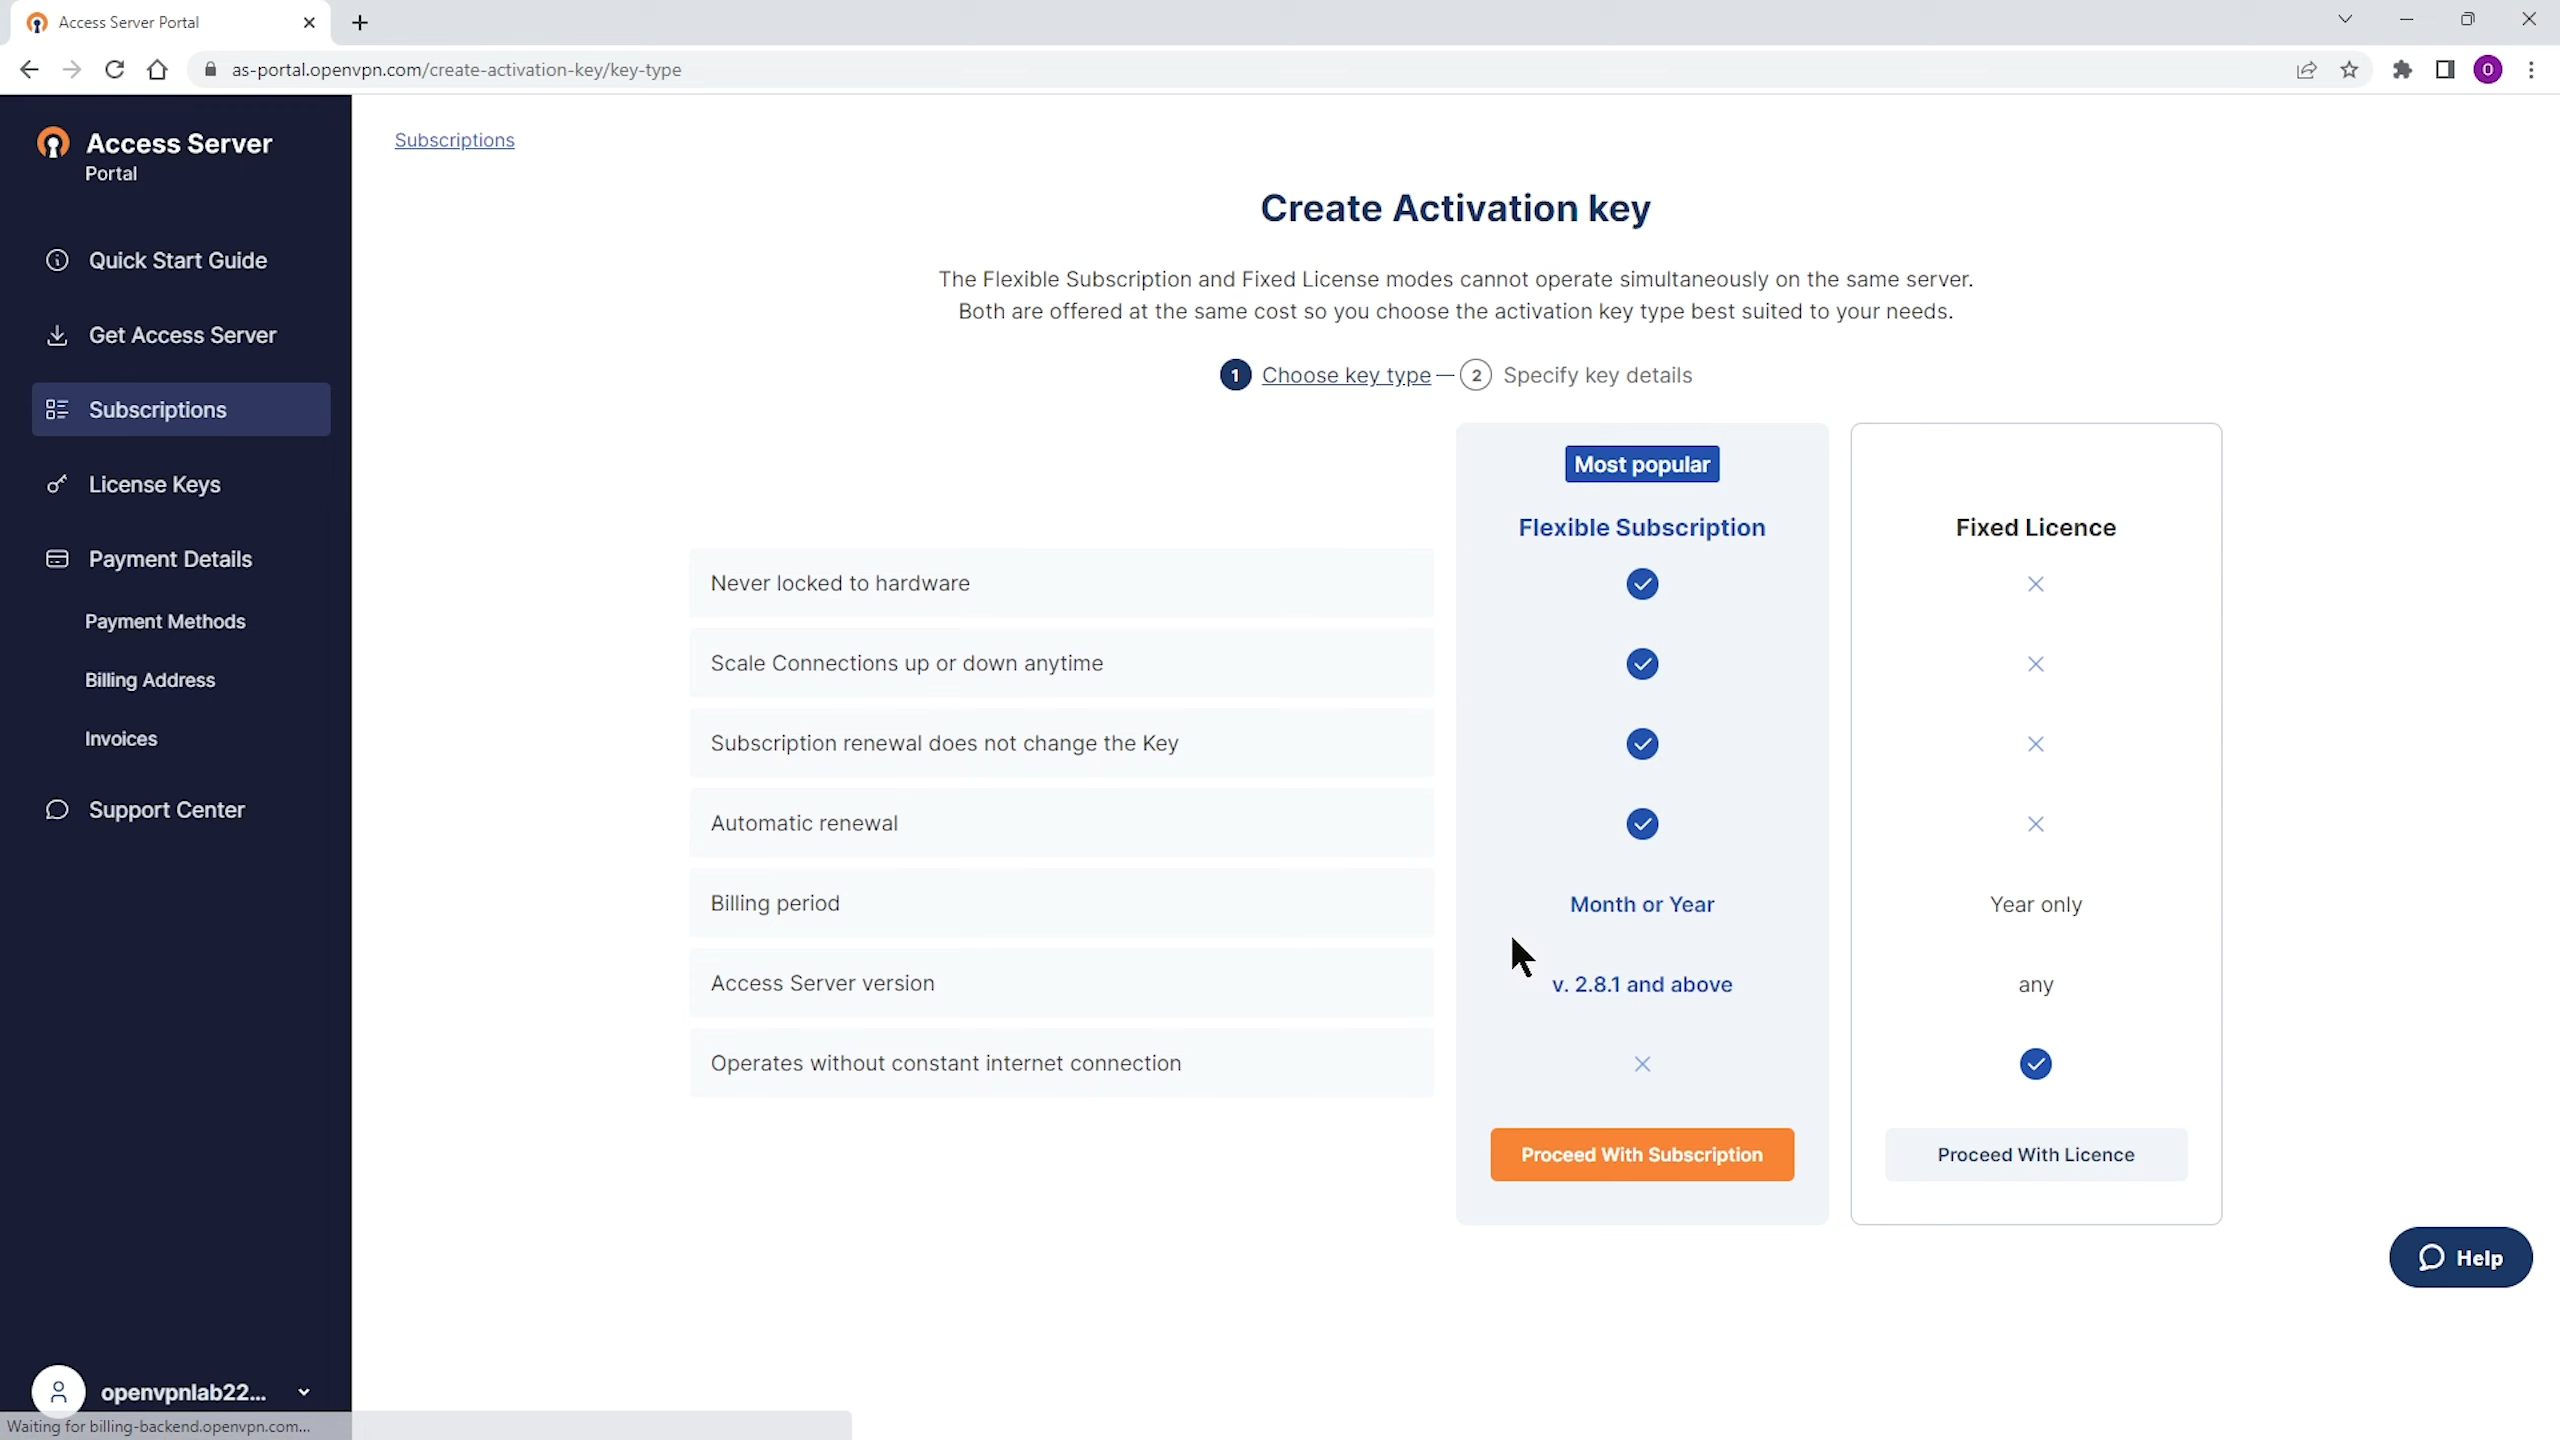 Access Server Portal
as-portal.openvpn.com/create-activation-key/key-type
O
Access Server
Portal
Quick Start Guide
Get Access Server
Subscriptions
License Keys
Payment Details
Payment Methods
Billing Address
Invoices
Support Center
openvpnlab22...
Waiting for billing-backend.openvpn.com...
Subscriptions
Create Activation key
The Flexible Subscription and Fixed License modes cannot operate simultaneously on the same server.
Both are offered at the same cost so you choose the activation key type best suited to your needs.
1 Choose key type 2 Specify key details
Most popular
Flexible Subscription Fixed Licence
Never locked to hardware
Scale Connections up or down anytime
Subscription renewal does not change the Key
Automatic renewal
Billing period Month or Year Year only
Access Server version v. 2.8.1 and above any
Operates without constant internet connection
Proceed With Subscription Proceed With Licence
Help